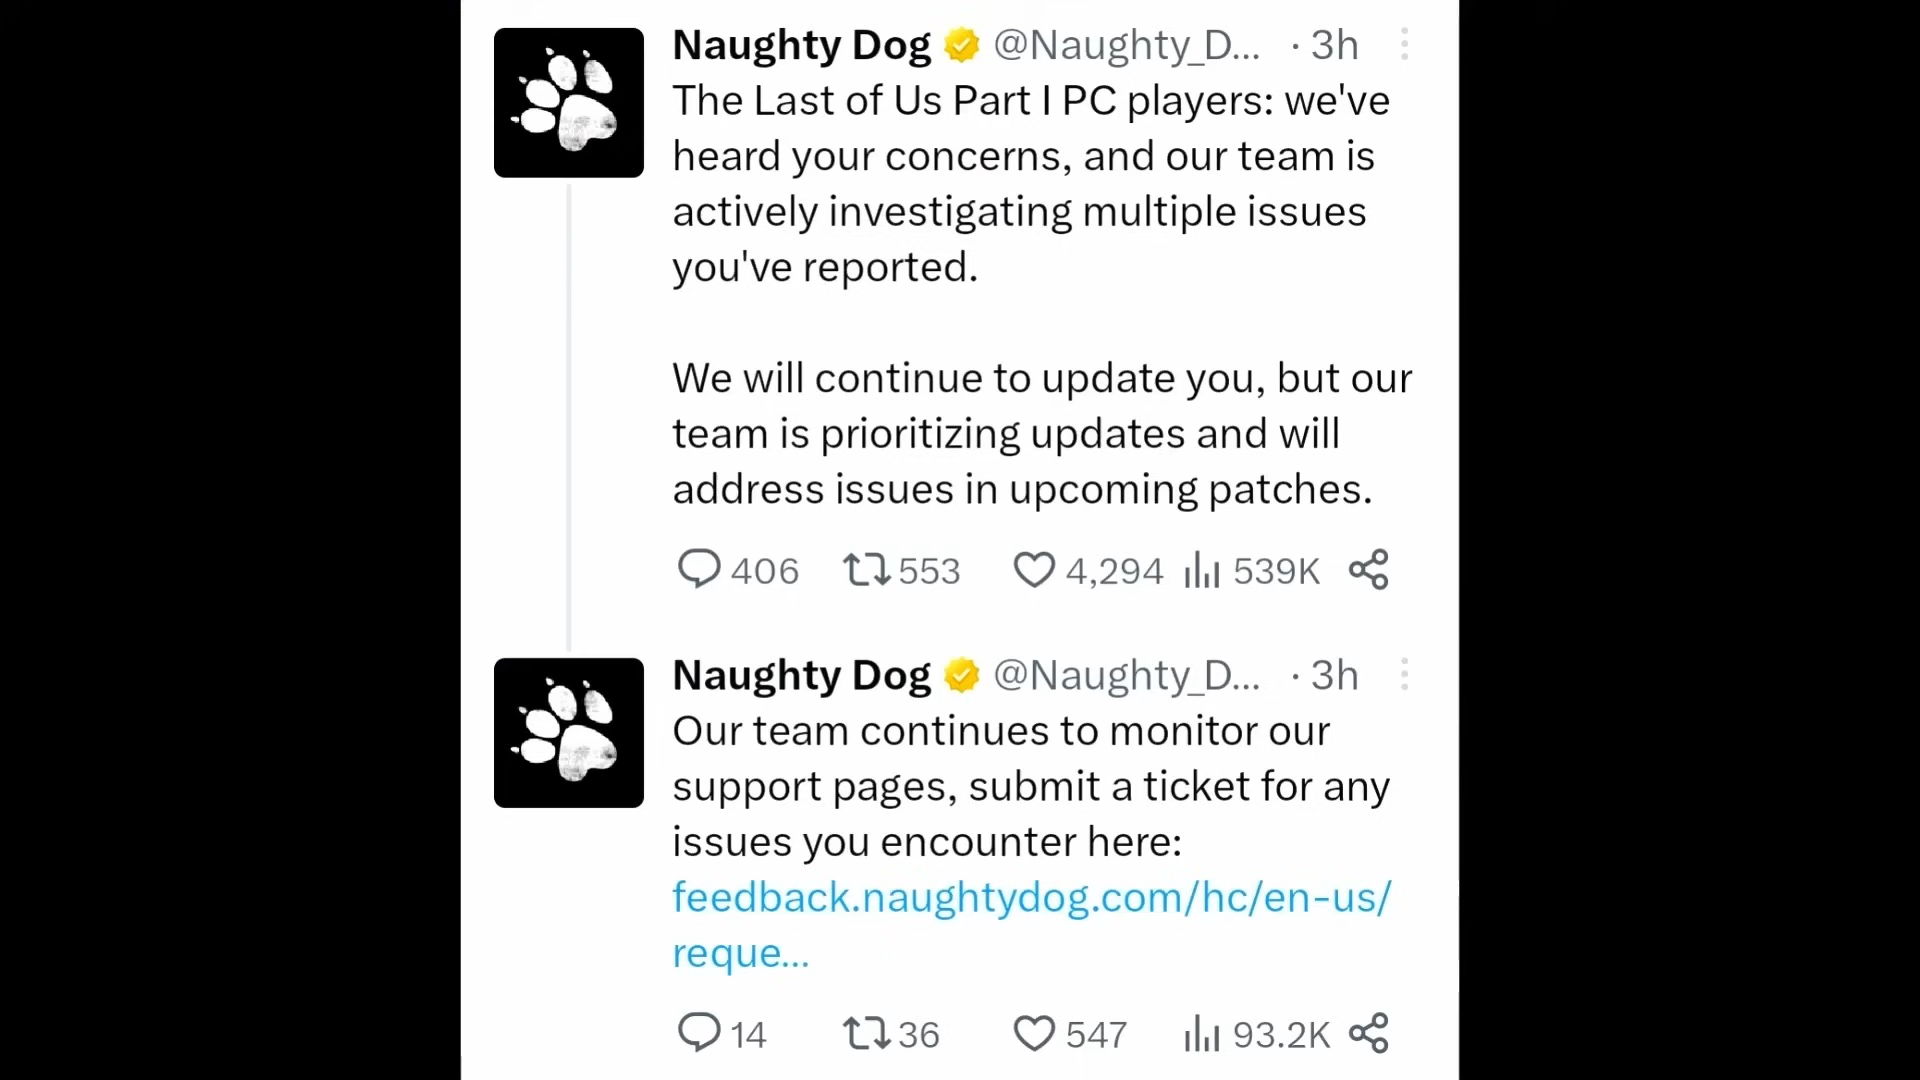 Naughty Dog @Naughty_D... · 3h
The Last of Us Part I PC players: we've
heard your concerns, and our team is
actively investigating multiple issues
you've reported.
We will continue to update you, but our
team is prioritizing updates and will
address issues in upcoming patches.
406 553 4,294 539K
Naughty Dog @Naughty_D... · 3h
Our team continues to monitor our
support pages, submit a ticket for any
issues you encounter here:
feedback.naughtydog.com/hc/en-us/
reque...
14 36 547 93.2K